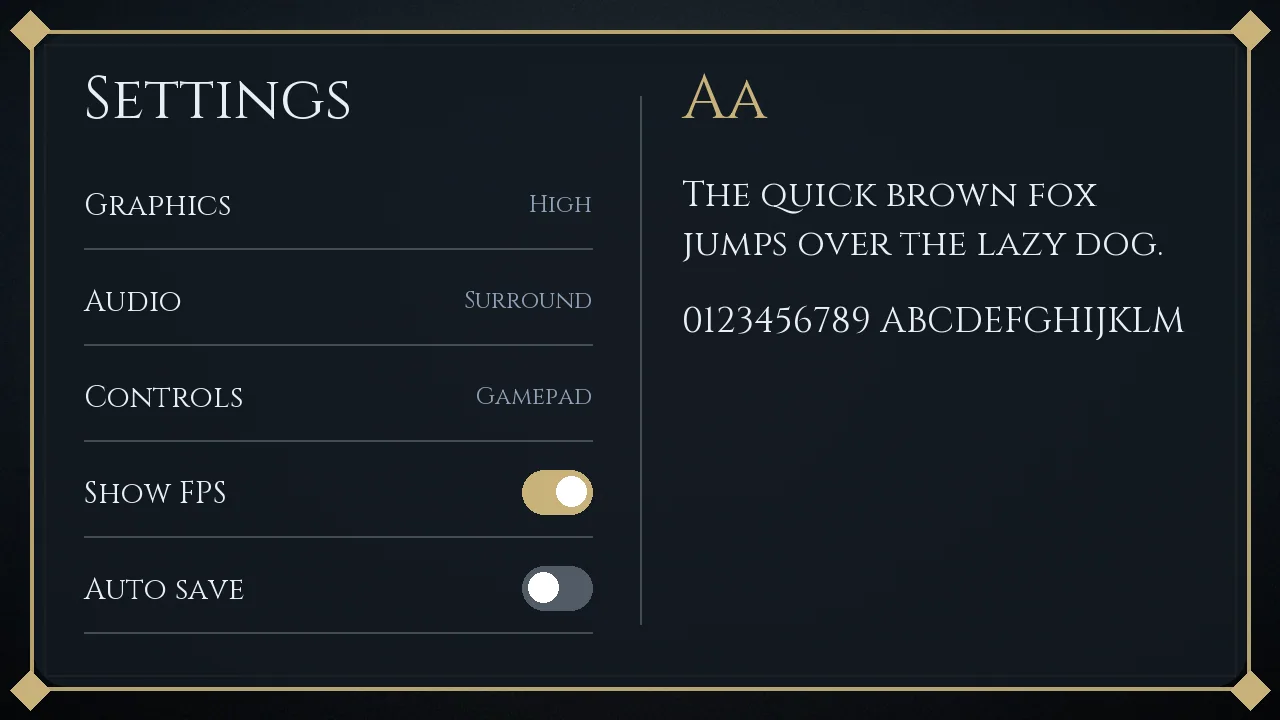 Settings
Graphics High
Audio Surround
Controls Gamepad
Show FPS
Auto save
Aa
The quick brown fox
jumps over the lazy dog.
0123456789 ABCDEFGHIJKLM